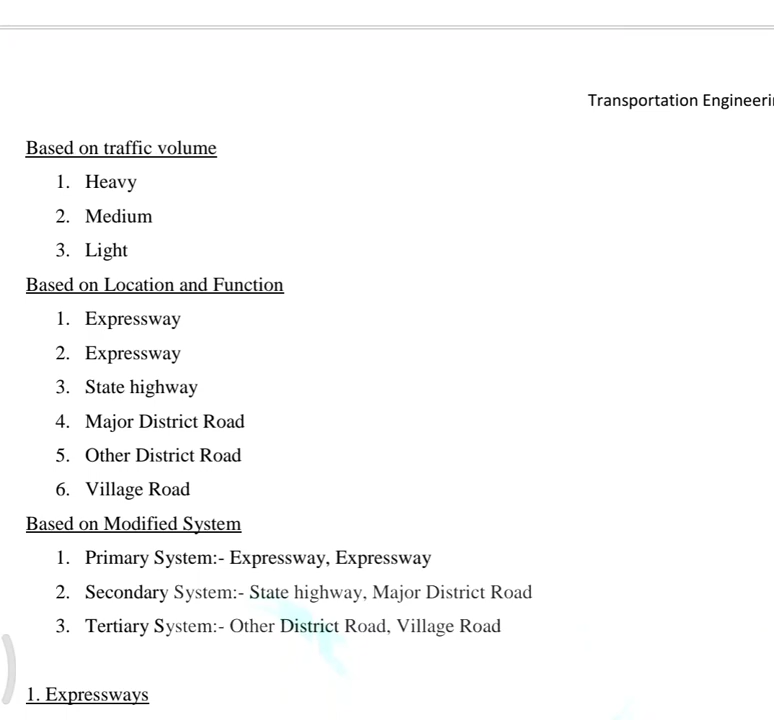 Transportation Engineeri
Based on traffic volume
1. Heavy
2. Medium
3. Light
Based on Location and Function
1. Expressway
2. Expressway
3. State highway
4. Major District Road
5. Other District Road
6. Village Road
Based on Modified System
1. Primary System:- Expressway, Expressway
2. Secondary System:- State highway, Major District Road
3. Tertiary System:- Other District Road, Village Road
1. Expressways